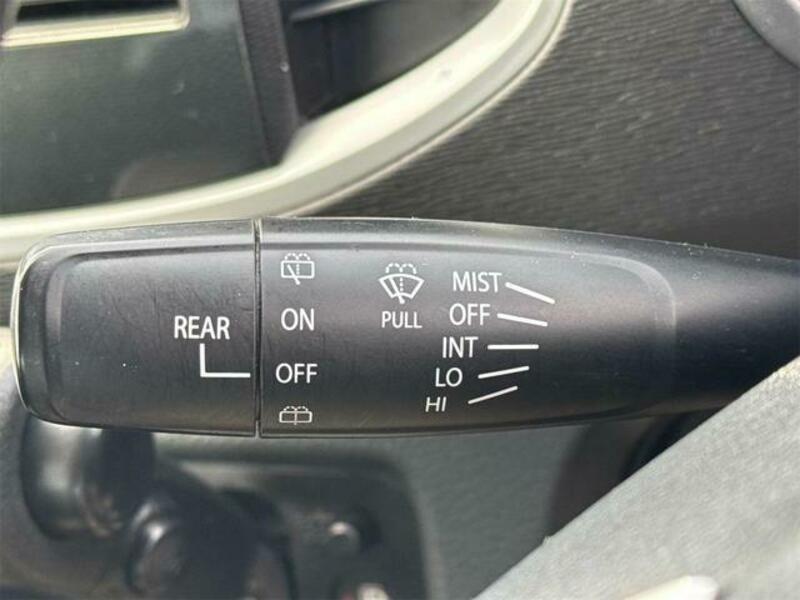 REAR
ON
OFF
PULL
MIST
OFF
INT
LO
HI